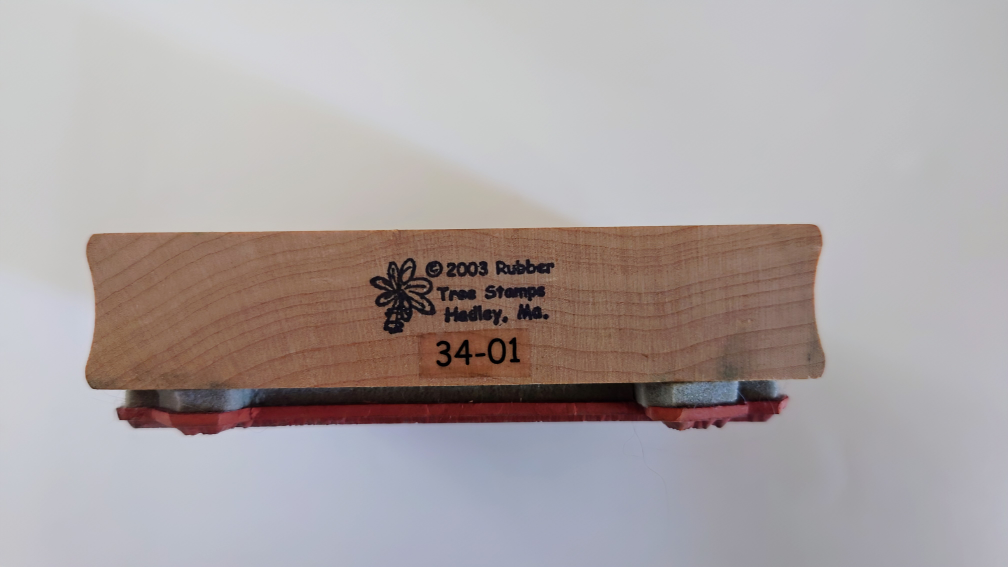 © 2003 Rubber
Tree Stamps
Hadley, Ma.
34-01